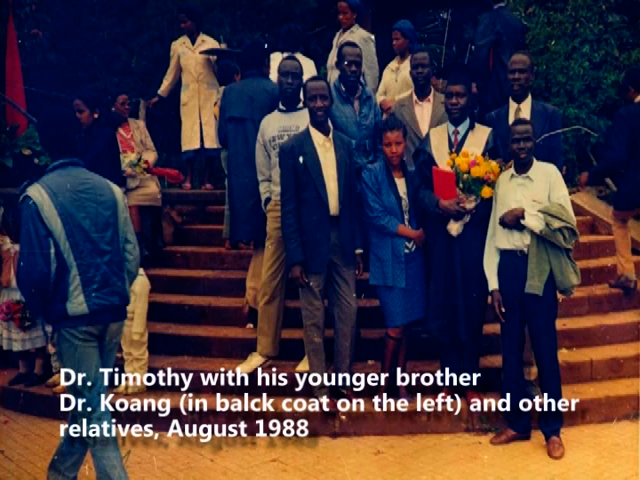 Dr. Timothy with his younger brother
Dr. Koang (in balck coat on the left) and other
relatives, August 1988